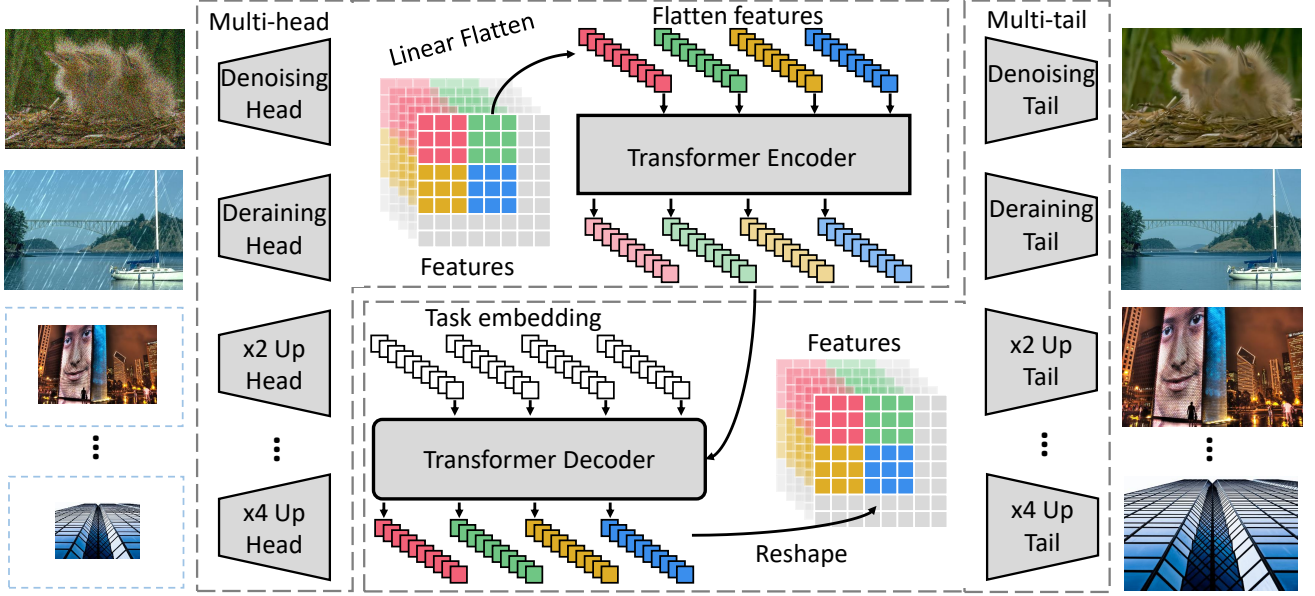 Multi-head
Denoising
Head
Deraining
Head
x2 Up
Head
...
x4 Up
Head
Linear Flatten
Flatten features
Features
Transformer Encoder
Task embedding
Transformer Decoder
Features
Reshape
Multi-tail
Denoising
Tail
Deraining
Tail
x2 Up
Tail
...
x4 Up
Tail